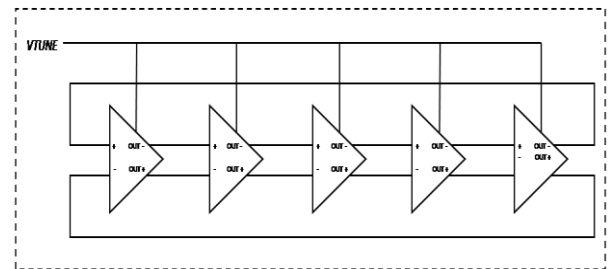 VTUNE
+ OUT- + OUT- + OUT- + OUT- + OUT-
- OUT+ - OUT+ - OUT+ - OUT+ - OUT+